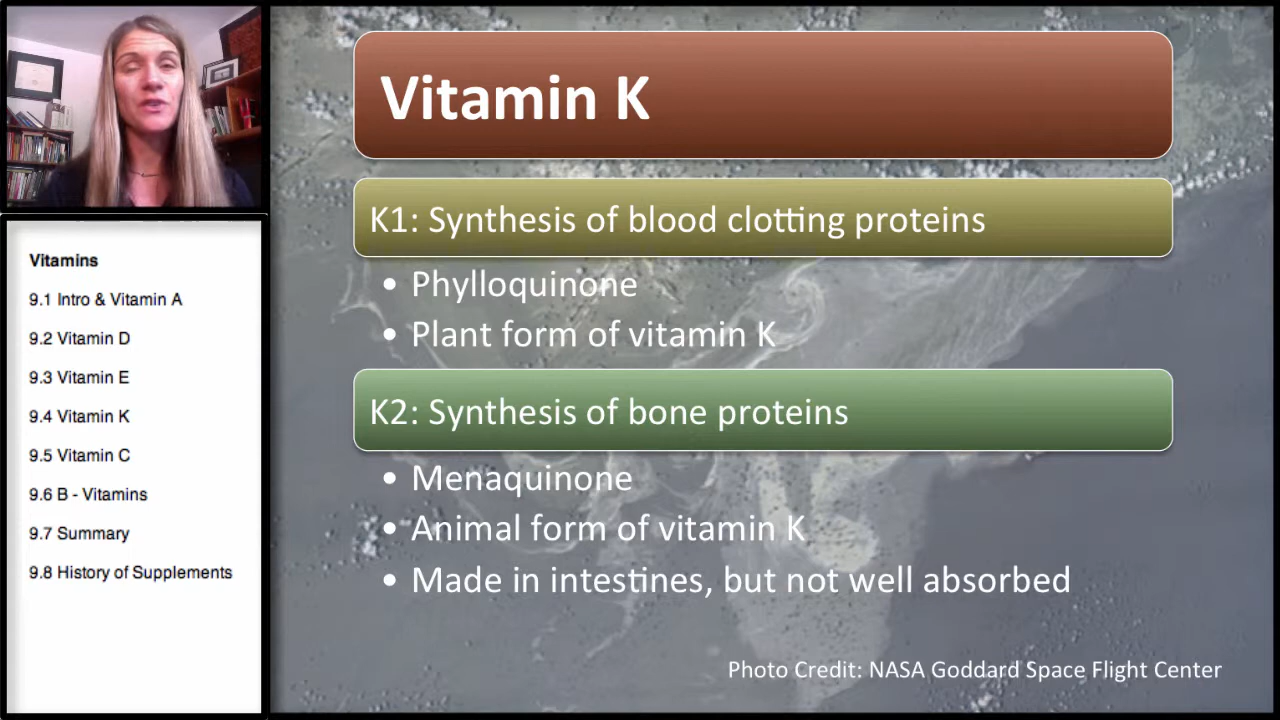 Vitamin K
K1: Synthesis of blood clotting proteins
• Phylloquinone
• Plant form of vitamin K
K2: Synthesis of bone proteins
• Menaquinone
• Animal form of vitamin K
• Made in intestines, but not well absorbed
Photo Credit: NASA Goddard Space Flight Center
Vitamins
9.1 Intro & Vitamin A
9.2 Vitamin D
9.3 Vitamin E
9.4 Vitamin K
9.5 Vitamin C
9.6 B - Vitamins
9.7 Summary
9.8 History of Supplements